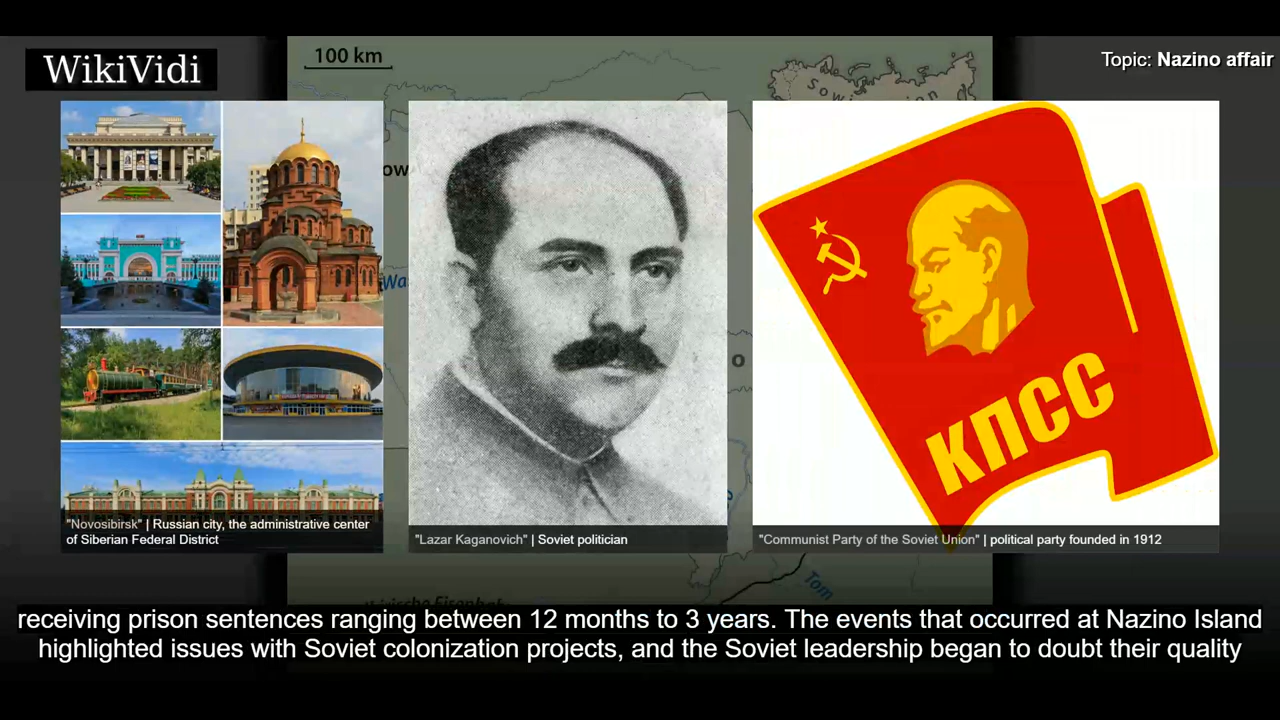 100 km
WikiVidi
Topic: Nazino affair
КПСС
"Novosibirsk" | Russian city, the administrative center
of Siberian Federal District
"Lazar Kaganovich" | Soviet politician
"Communist Party of the Soviet Union" | political party founded in 1912
Tom
receiving prison sentences ranging between 12 months to 3 years. The events that occurred at Nazino Island
highlighted issues with Soviet colonization projects, and the Soviet leadership began to doubt their quality